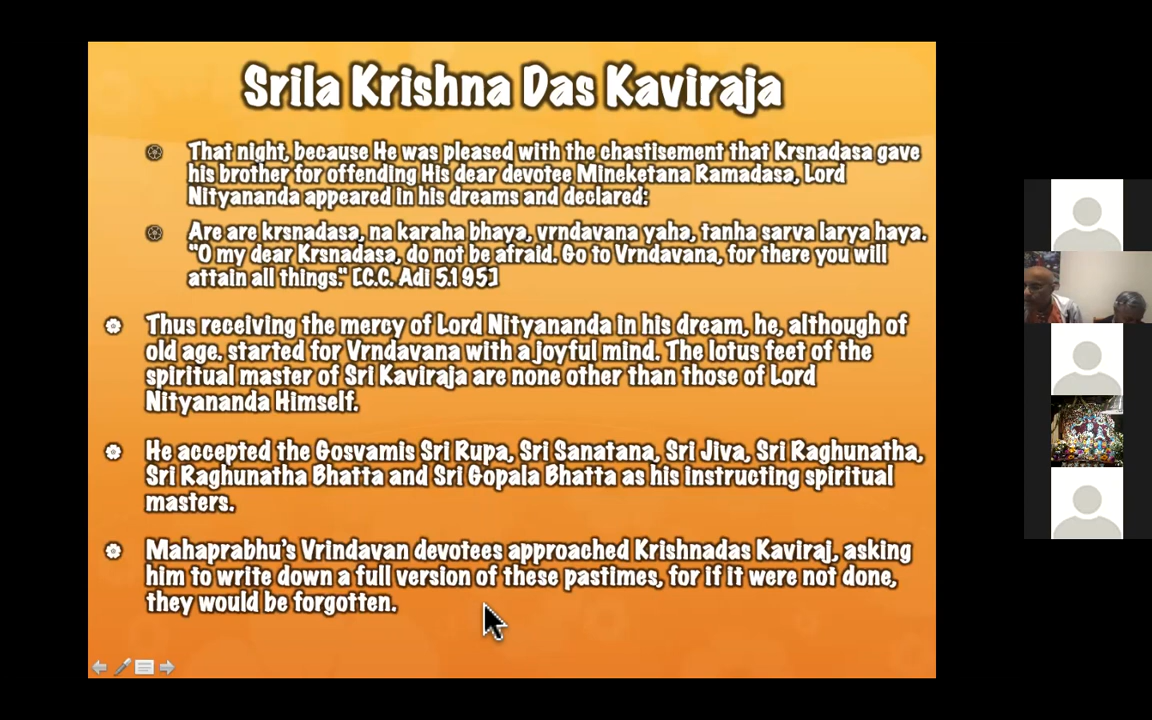 Srila Krishna Das Kaviraja
That night, because He was pleased with the chastisement that Krsnadasa gave
his brother for offending His dear devotee Mineketana Ramadasa, Lord
Nityananda appeared in his dreams and declared:
Are are krsnadasa, na karaha bhaya, vrndavana yaha, tanha sarva larya haya.
"O my dear Krsnadasa, do not be afraid. Go to Vrndavana, for there you will
attain all things." [C.C. Adi 5.195]
Thus receiving the mercy of Lord Nityananda in his dream, he, although of
old age. started for Vrndavana with a joyful mind. The lotus feet of the
spiritual master of Sri Kaviraja are none other than those of Lord
Nityananda Himself.
He accepted the Gosvamis Sri Rupa, Sri Sanatana, Sri Jiva, Sri Raghunatha,
Sri Raghunatha Bhatta and Sri Gopala Bhatta as his instructing spiritual
masters.
Mahaprabhu's Vrindavan devotees approached Krishnadas Kaviraj, asking
him to write down a full version of these pastimes, for if it were not done,
they would be forgotten.